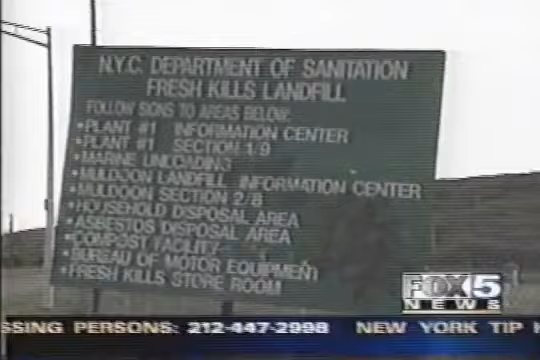 N.Y.C. DEPARTMENT OF SANITATION
FRESH KILLS LANDFILL
FOLLOW SIGNS TO AREAS BELOW:
•PLANT #1 INFORMATION CENTER
•PLANT #1 SECTION 1/9
•MARINE UNLOADING
•MULDOON LANDFILL INFORMATION CENTER
•MULDOON SECTION 2/8
•HOUSEHOLD DISPOSAL AREA
•ASBESTOS DISPOSAL AREA
•COMPOST FACILITY
•BUREAU OF MOTOR EQUIPMENT
•FRESH KILLS STORE ROOM
FOX 5
NEWS
SSING PERSONS: 212-447-2998 NEW YORK TIP H